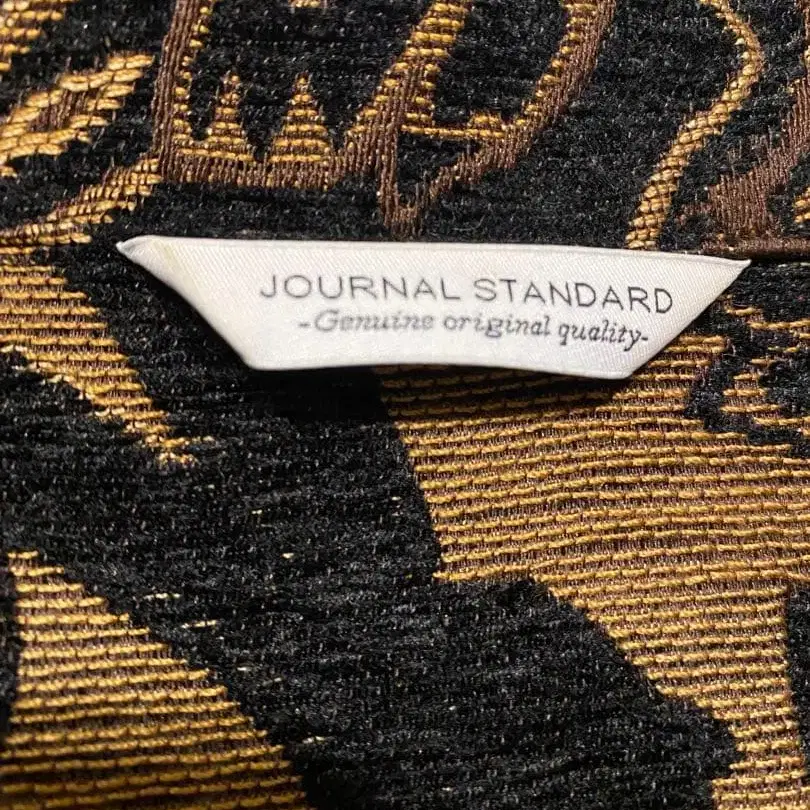 JOURNAL STANDARD
-Genuine original quality-